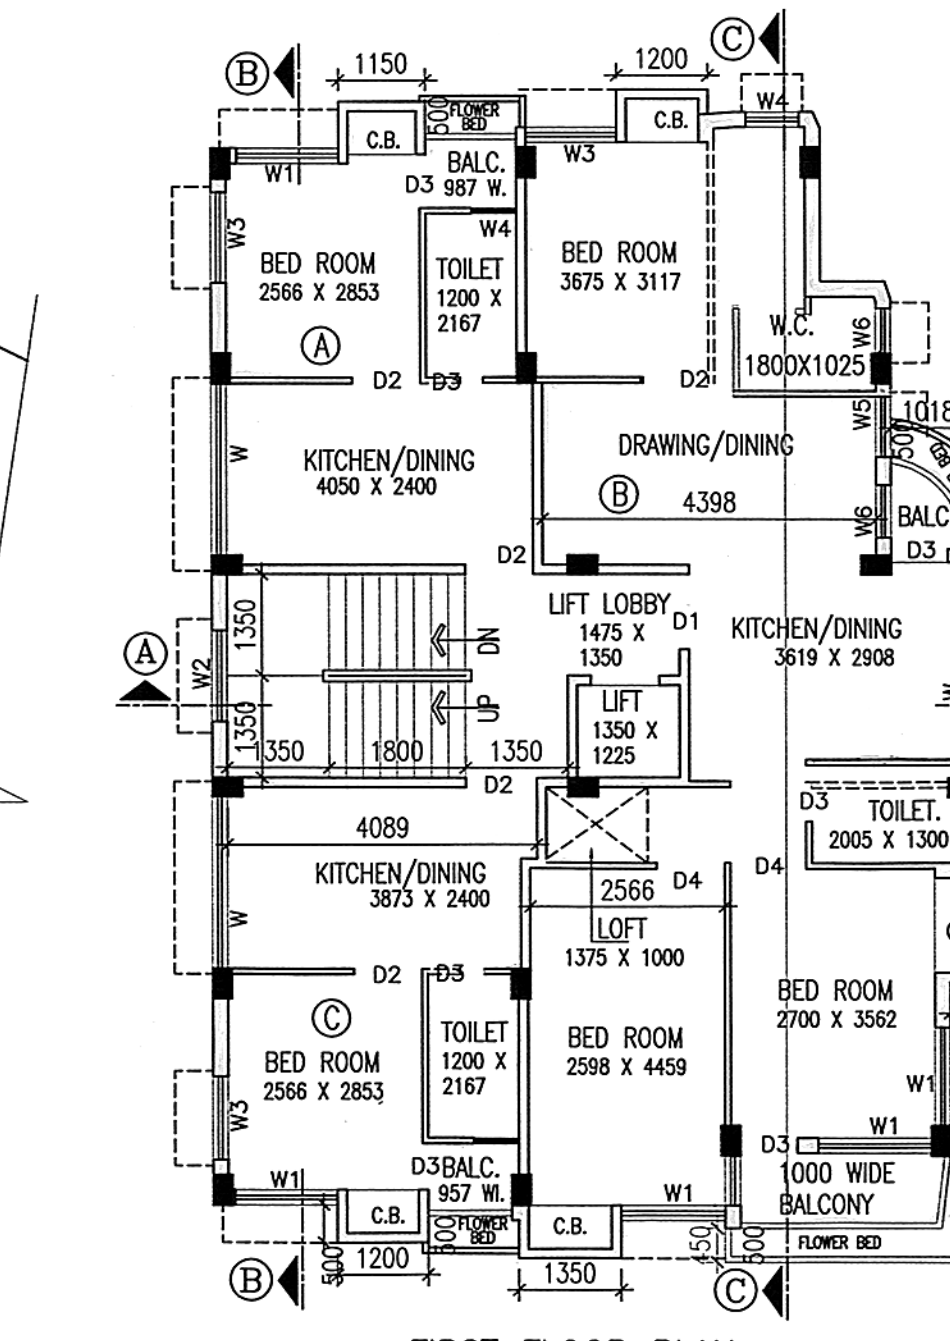 C
B
1150
1200
W4
500
FLOWER
BED
C.B.
C.B.
W1
BALC.
987 W.
D3
W3
W3
W4
BED ROOM
2566 X 2853
TOILET
1200 X
2167
BED ROOM
3675 X 3117
W.C.
1800X1025
W6
A
D2
D3
D2
W5
1018
500
W
KITCHEN/DINING
4050 X 2400
DRAWING/DINING
B
4398
W6
BALC
D3
D2
LIFT LOBBY
1475 X
1350
D1
KITCHEN/DINING
3619 X 2908
1350
DN
A
W2
1350
UP
LIFT
1350 X
1225
1350
1800
1350
D2
D3
TOILET.
2005 X 1300
4089
KITCHEN/DINING
3873 X 2400
W
2566
D4
D4
LOFT
1375 X 1000
D2
D3
C
BED ROOM
2566 X 2853
TOILET
1200 X
2167
BED ROOM
2598 X 4459
BED ROOM
2700 X 3562
W3
W1
W1
D3
1000 WIDE
BALCONY
W1
D3
BALC.
957 WI.
W1
C.B.
FLOWER
BED
500
C.B.
450
500
FLOWER BED
500
B
1200
1350
C